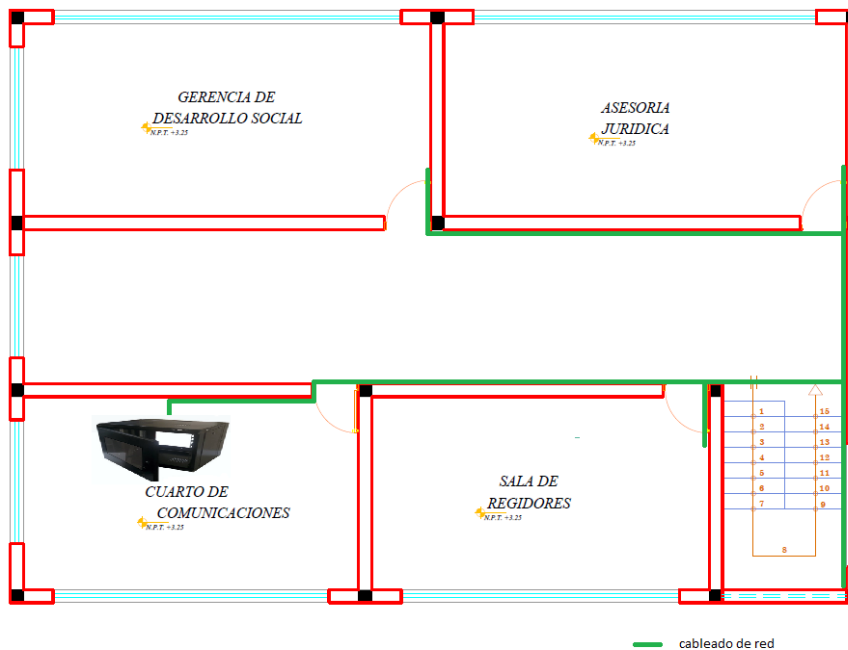 GERENCIA DE
DESARROLLO SOCIAL
N.P.T. +3.25
ASESORIA
JURIDICA
N.P.T. +3.25
CUARTO DE
COMUNICACIONES
N.P.T. +3.25
SALA DE
REGIDORES
N.P.T. +3.25
1 15
2 14
3 13
4 12
5 11
6 10
7 9
8
cableado de red